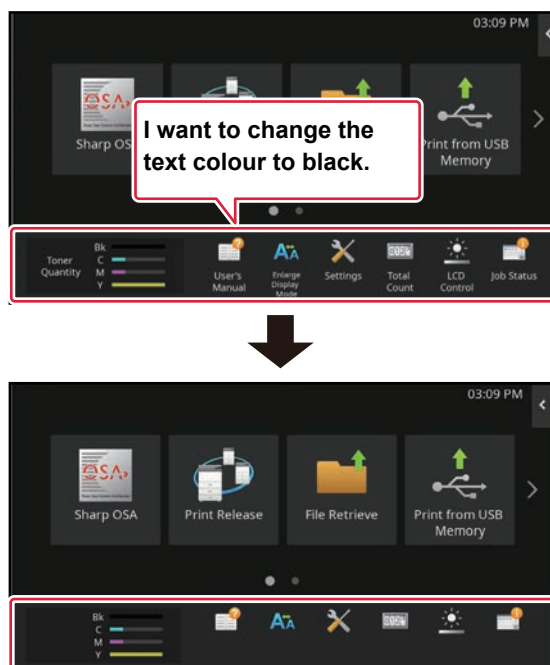 03:09 PM
Sharp OS
Print from USB
Memory
I want to change the
text colour to black.
Toner
Quantity
Bk
C
M
Y
User's
Manual
Enlarge
Display
Mode
Settings
Total
Count
LCD
Control
Job Status
03:09 PM
Sharp OSA
Print Release
File Retrieve
Print from USB
Memory
Bk
C
M
Y